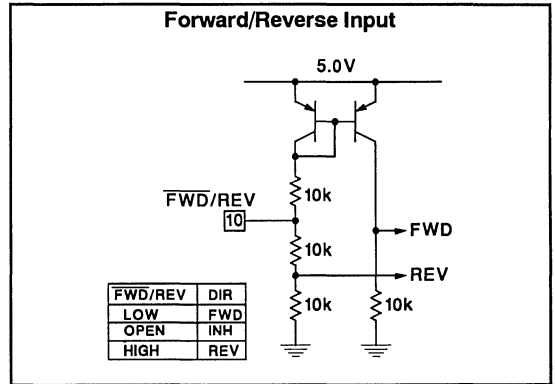 Forward/Reverse Input
5.0V
10k
FWD/REV
10
FWD
10k
REV
10k
10k
FWD/REV DIR
LOW FWD
OPEN INH
HIGH REV